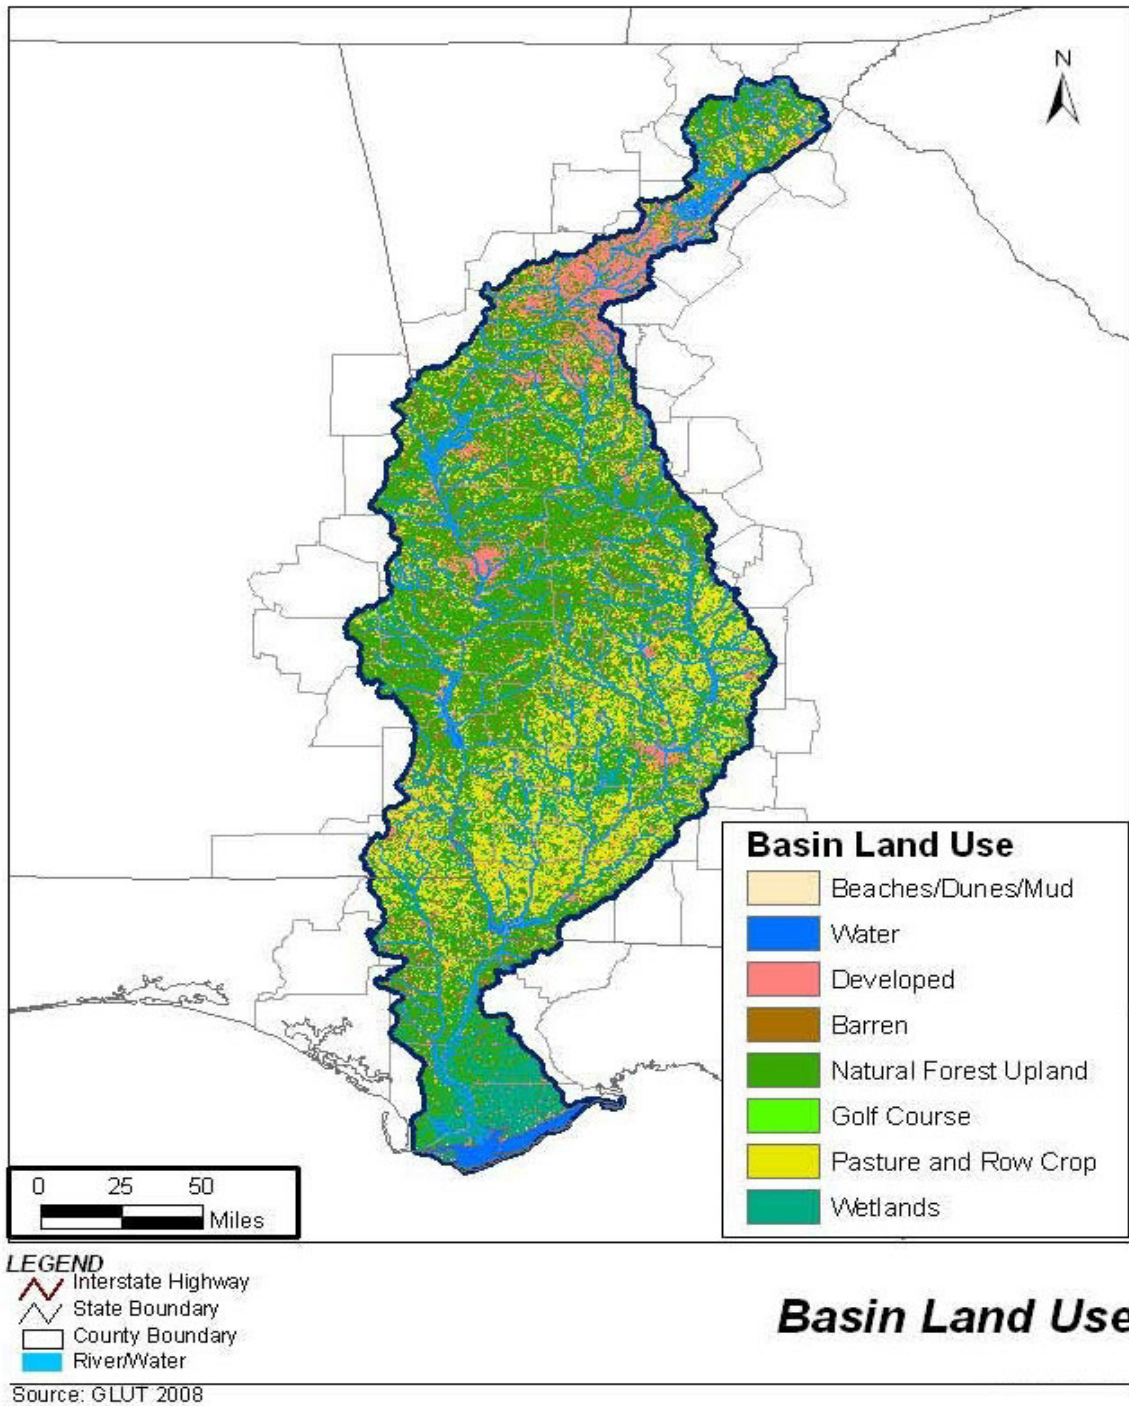 N
Basin Land Use
Beaches/Dunes/Mud
Water
Developed
Barren
Natural Forest Upland
Golf Course
Pasture and Row Crop
Wetlands
0 25 50
Miles
LEGEND
Interstate Highway
State Boundary
County Boundary
River/Water
Basin Land Use
Source: GLUT 2008